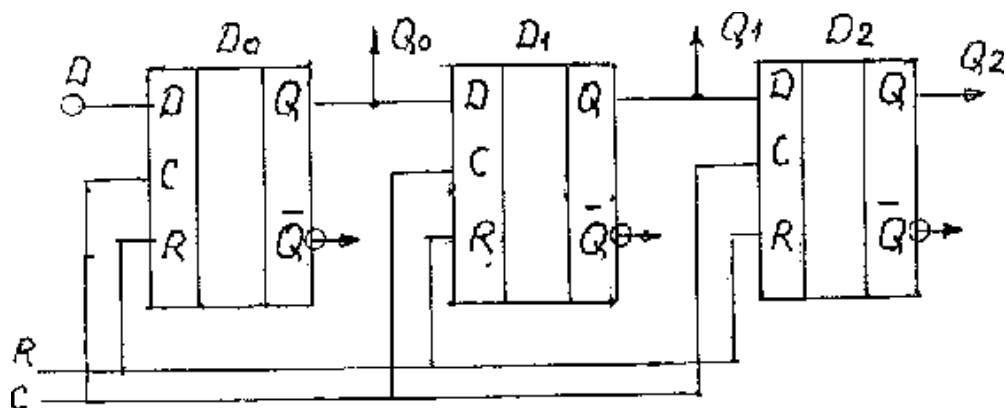 D0 Q0 D1 Q1 D2 Q2
D
D Q D Q D Q
C C C
R Q̅ R Q̅ R Q̅
R
C